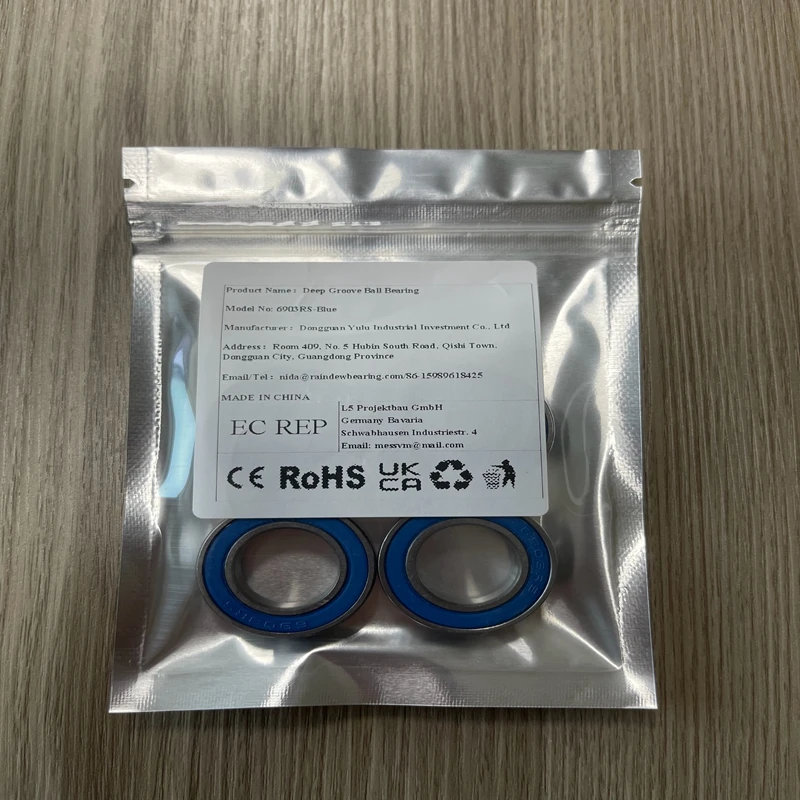 Product Name: Deep Groove Ball Bearing
Model No: 6903RS-Blue
Manufacturer: Dongguan Yulu Industrial Investment Co., Ltd
Address: Room 409, No. 5 Hubin South Road, Qishi Town,
Dongguan City, Guangdong Province
Email/Tel: nida@raindewbearing.com/86-15989618425
MADE IN CHINA
EC REP
L5 Projektbau GmbH
Germany Bavaria
Schwabhausen Industriestr. 4
Email: messvm@mail.com
CE RoHS UK
CA